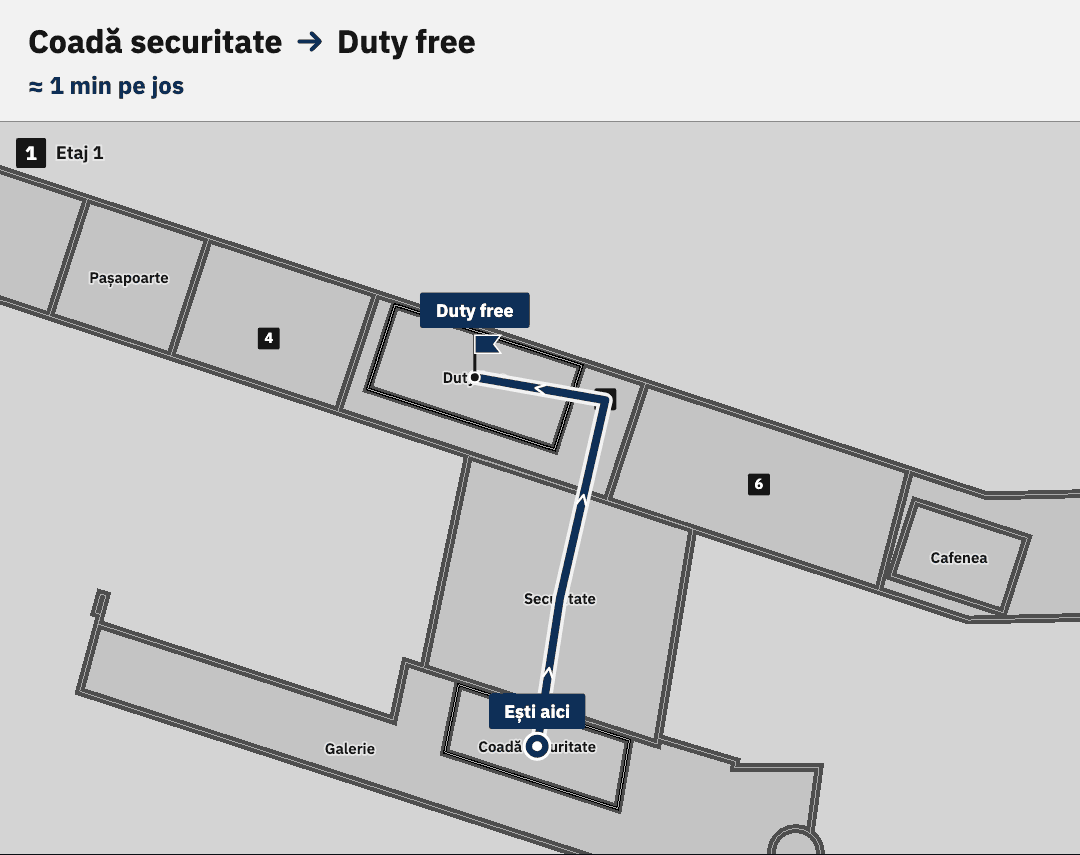 Coadă securitate → Duty free
≈ 1 min pe jos
1 Etaj 1
Pașapoarte
4
Duty free
6
Cafenea
Ești aici
Galerie